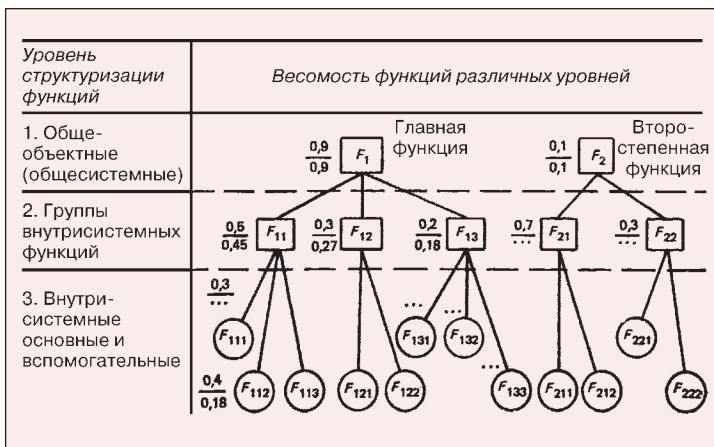 Уровень
структуризации
функций
Весомость функций различных уровней
1. Обще-
объектные
(общесистемные)
0,9
0,9
F1
Главная
функция
0,1
0,1
F2
Второ-
степенная
функция
2. Группы
внутрисистемных
функций
0,5
0,45
F11
0,3
0,27
F12
0,2
0,18
F13
0,7
...
F21
0,3
...
F22
3. Внутри-
системные
основные и
вспомогательные
0,3
...
F111
...
F131
...
F132
F221
0,4
0,18
F112
F113
F121
F122
...
F133
F211
F212
F222